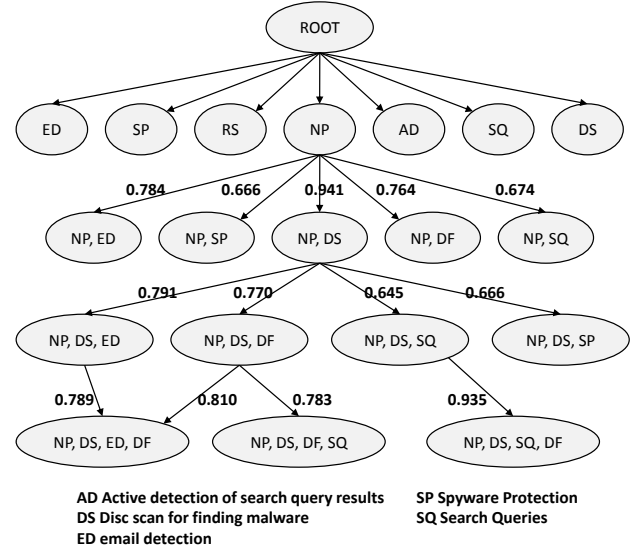 ROOT
ED SP RS NP AD SQ DS
0.784 0.666 0.941 0.764 0.674
NP, ED NP, SP NP, DS NP, DF NP, SQ
0.791 0.770 0.645 0.666
NP, DS, ED NP, DS, DF NP, DS, SQ NP, DS, SP
0.789 0.810 0.783 0.935
NP, DS, ED, DF NP, DS, DF, SQ NP, DS, SQ, DF
AD Active detection of search query results SP Spyware Protection
DS Disc scan for finding malware SQ Search Queries
ED email detection